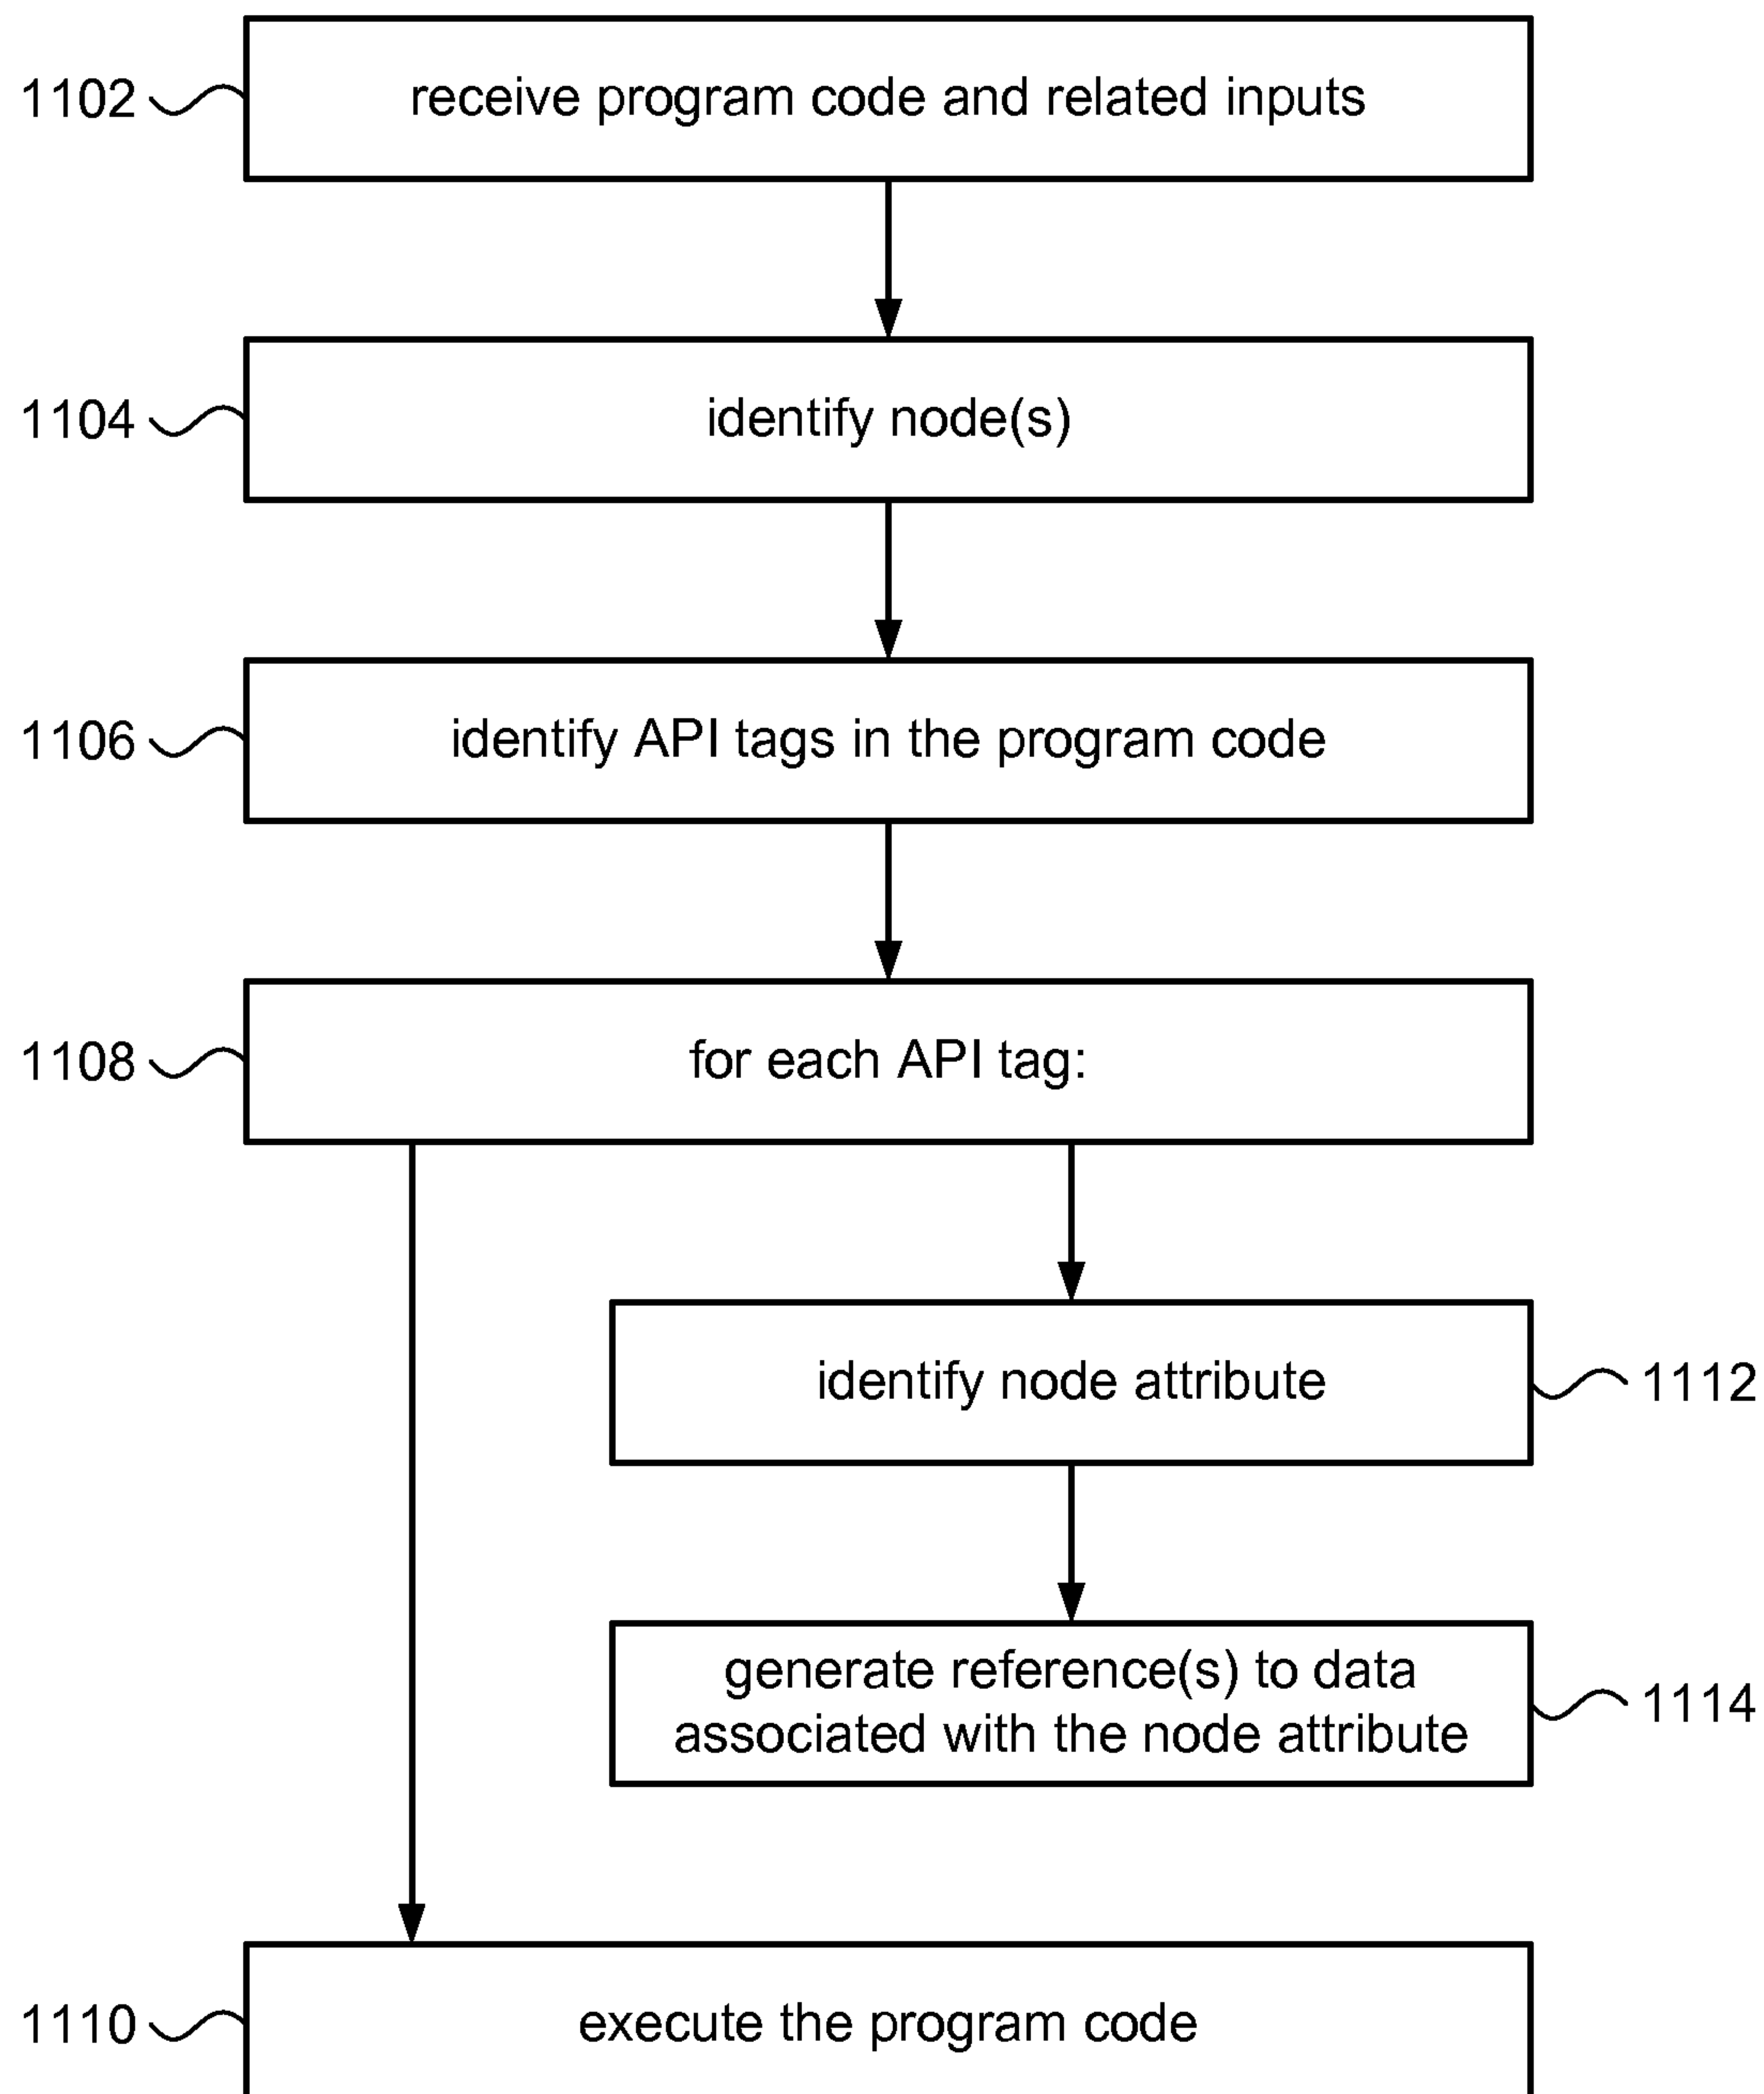 1102
receive program code and related inputs
1104
identify node(s)
1106
identify API tags in the program code
1108
for each API tag:
identify node attribute
1112
generate reference(s) to data
associated with the node attribute
1114
1110
execute the program code